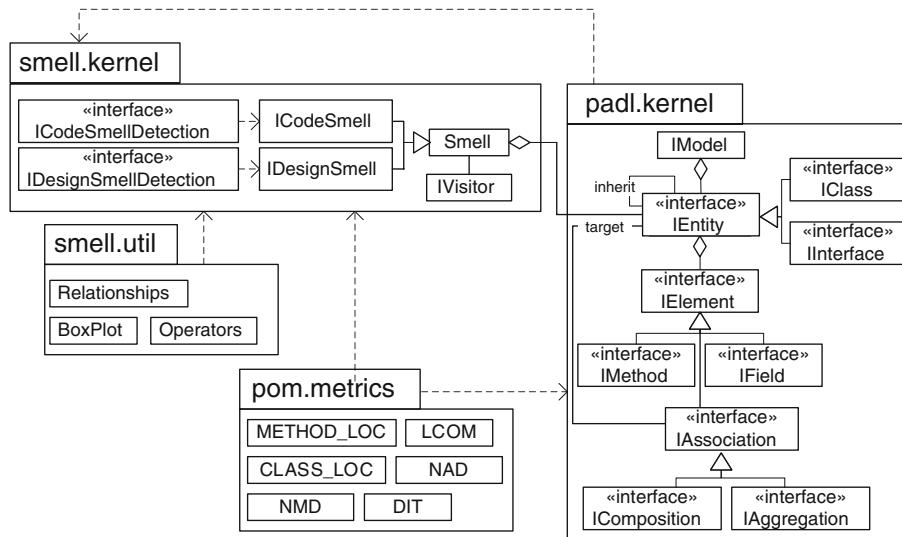 smell.kernel
«interface»
ICodeSmellDetection
ICodeSmell
«interface»
IDesignSmellDetection
IDesignSmell
Smell
IVisitor
smell.util
Relationships
BoxPlot
Operators
pom.metrics
METHOD_LOC
LCOM
CLASS_LOC
NAD
NMD
DIT
padl.kernel
IModel
inherit
«interface»
IEntity
target
«interface»
IClass
«interface»
IInterface
«interface»
IElement
«interface»
IMethod
«interface»
IField
«interface»
IAssociation
«interface»
IComposition
«interface»
IAggregation